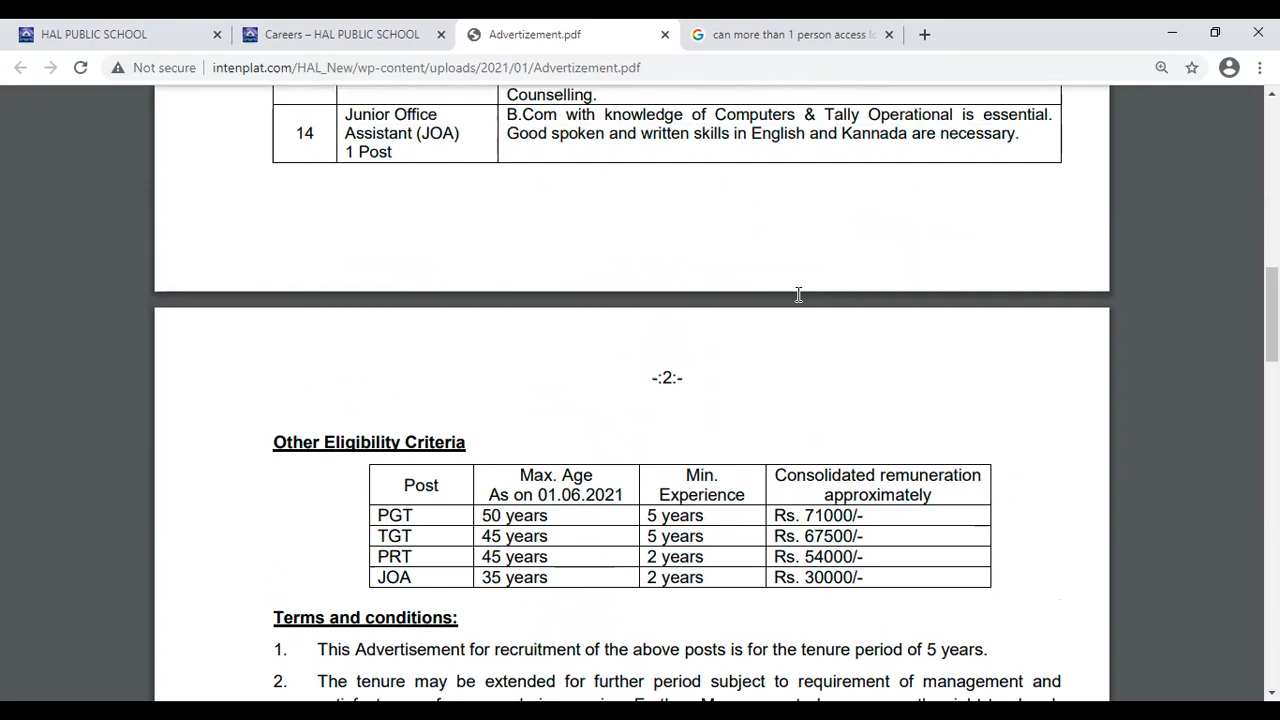 HAL PUBLIC SCHOOL
Careers – HAL PUBLIC SCHOOL
Advertizement.pdf
can more than 1 person access
Not secure
intenplat.com/HAL_New/wp-content/uploads/2021/01/Advertizement.pdf
Counselling.
14
Junior Office
Assistant (JOA)
1 Post
B.Com with knowledge of Computers & Tally Operational is essential.
Good spoken and written skills in English and Kannada are necessary.
-:2:-
Other Eligibility Criteria
Post Max. Age As on 01.06.2021 Min. Experience Consolidated remuneration approximately
PGT 50 years 5 years Rs. 71000/-
TGT 45 years 5 years Rs. 67500/-
PRT 45 years 2 years Rs. 54000/-
JOA 35 years 2 years Rs. 30000/-
Terms and conditions:
1. This Advertisement for recruitment of the above posts is for the tenure period of 5 years.
2. The tenure may be extended for further period subject to requirement of management and